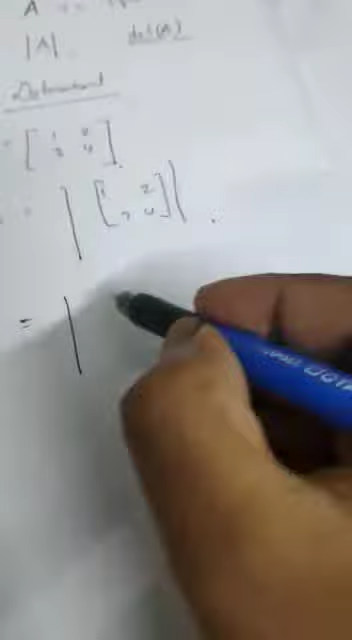 A
|A| det(A)
Determinant
= [ 1 2
3 4 ]
= | [ 1 2
3 4 ] |
= |